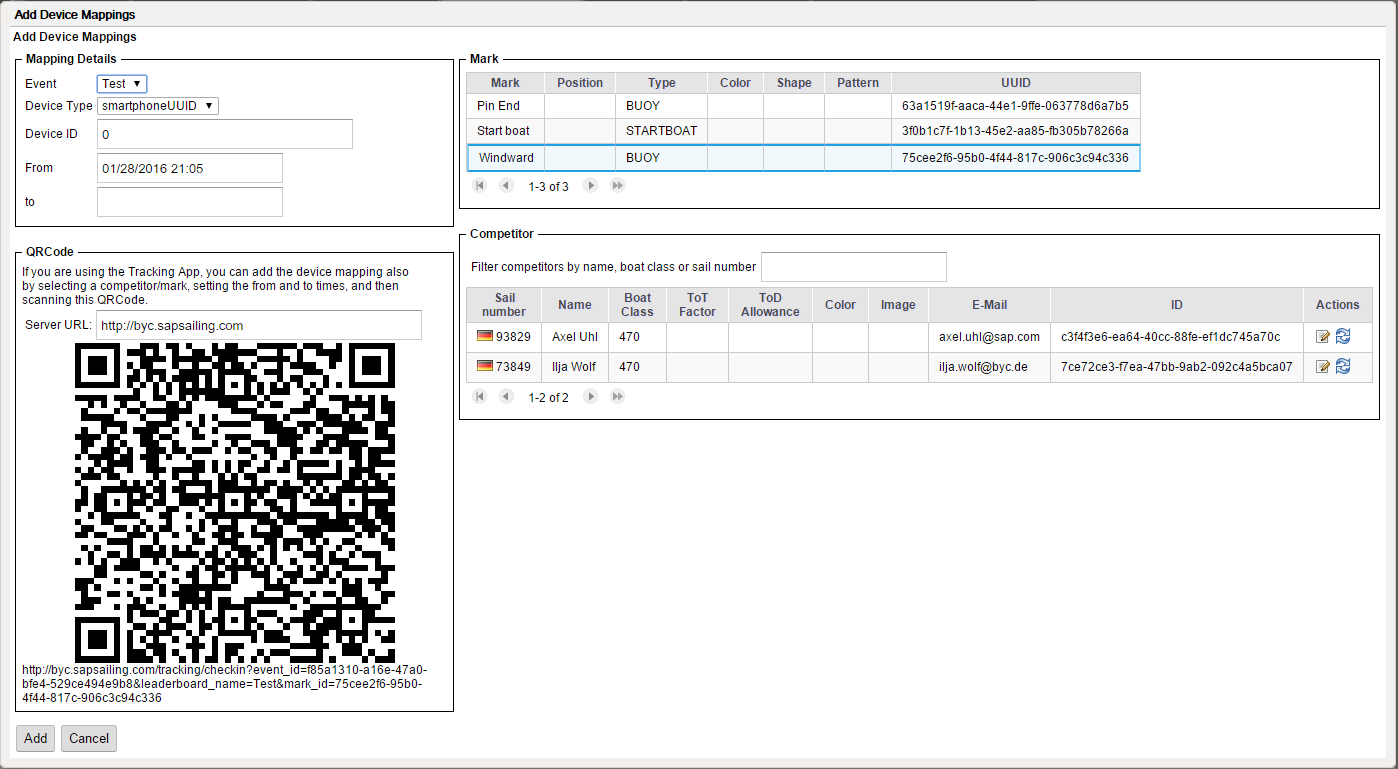 Add Device Mappings
Add Device Mappings
Mapping Details
Event Test
Device Type smartphoneUUID
Device ID 0
From 01/28/2016 21:05
to
QRCode
If you are using the Tracking App, you can add the device mapping also
by selecting a competitor/mark, setting the from and to times, and then
scanning this QRCode.
Server URL: http://byc.sapsailing.com
http://byc.sapsailing.com/tracking/checkin?event_id=f85a1310-a16e-47a0-
bfe4-529ce494e9b8&leaderboard_name=Test&mark_id=75cee2f6-95b0-
4f44-817c-906c3c94c336
Add Cancel
Mark
Mark Position Type Color Shape Pattern UUID
Pin End BUOY 63a1519f-aaca-44e1-9ffe-063778d6a7b5
Start boat STARTBOAT 3f0b1c7f-1b13-45e2-aa85-fb305b78266a
Windward BUOY 75cee2f6-95b0-4f44-817c-906c3c94c336
1-3 of 3
Competitor
Filter competitors by name, boat class or sail number
Sail number Name Boat Class ToT Factor ToD Allowance Color Image E-Mail ID Actions
93829 Axel Uhl 470 axel.uhl@sap.com c3f4f3e6-ea64-40cc-88fe-ef1dc745a70c
73849 Ilja Wolf 470 ilja.wolf@byc.de 7ce72ce3-f7ea-47bb-9ab2-092c4a5bca07
1-2 of 2